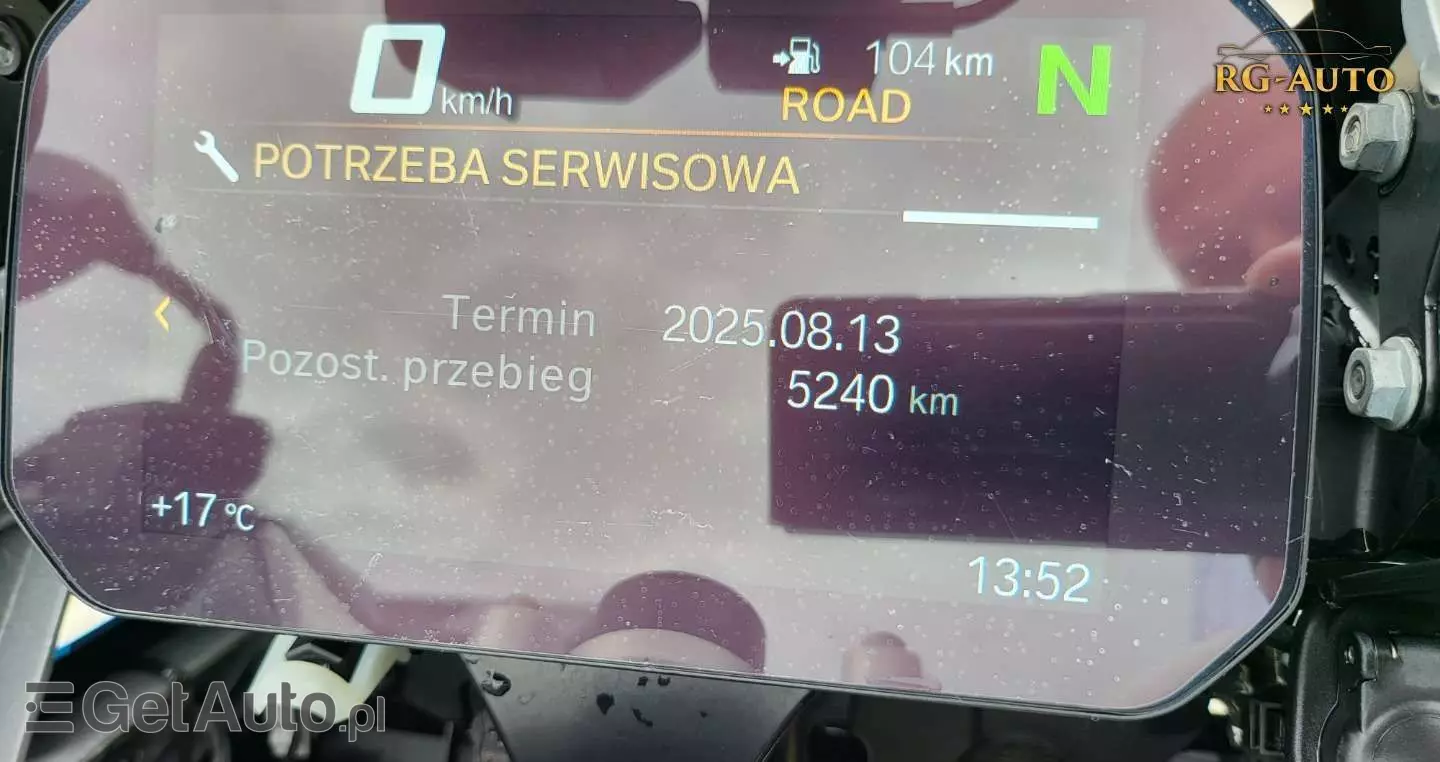 0 km/h
104 km
N
ROAD
RG-AUTO
POTRZEBA SERWISOWA
Termin 2025.08.13
Pozost. przebieg 5240 km
+17 °C
13:52
GetAuto.pl